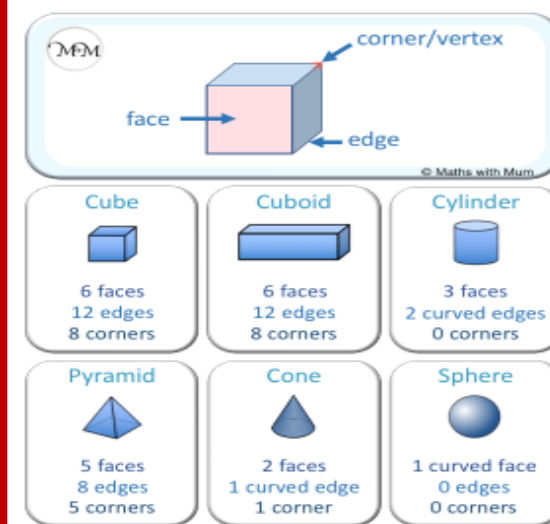 MM
corner/vertex
face
edge
© Maths with Mum
Cube
6 faces
12 edges
8 corners
Cuboid
6 faces
12 edges
8 corners
Cylinder
3 faces
2 curved edges
0 corners
Pyramid
5 faces
8 edges
5 corners
Cone
2 faces
1 curved edge
1 corner
Sphere
1 curved face
0 edges
0 corners